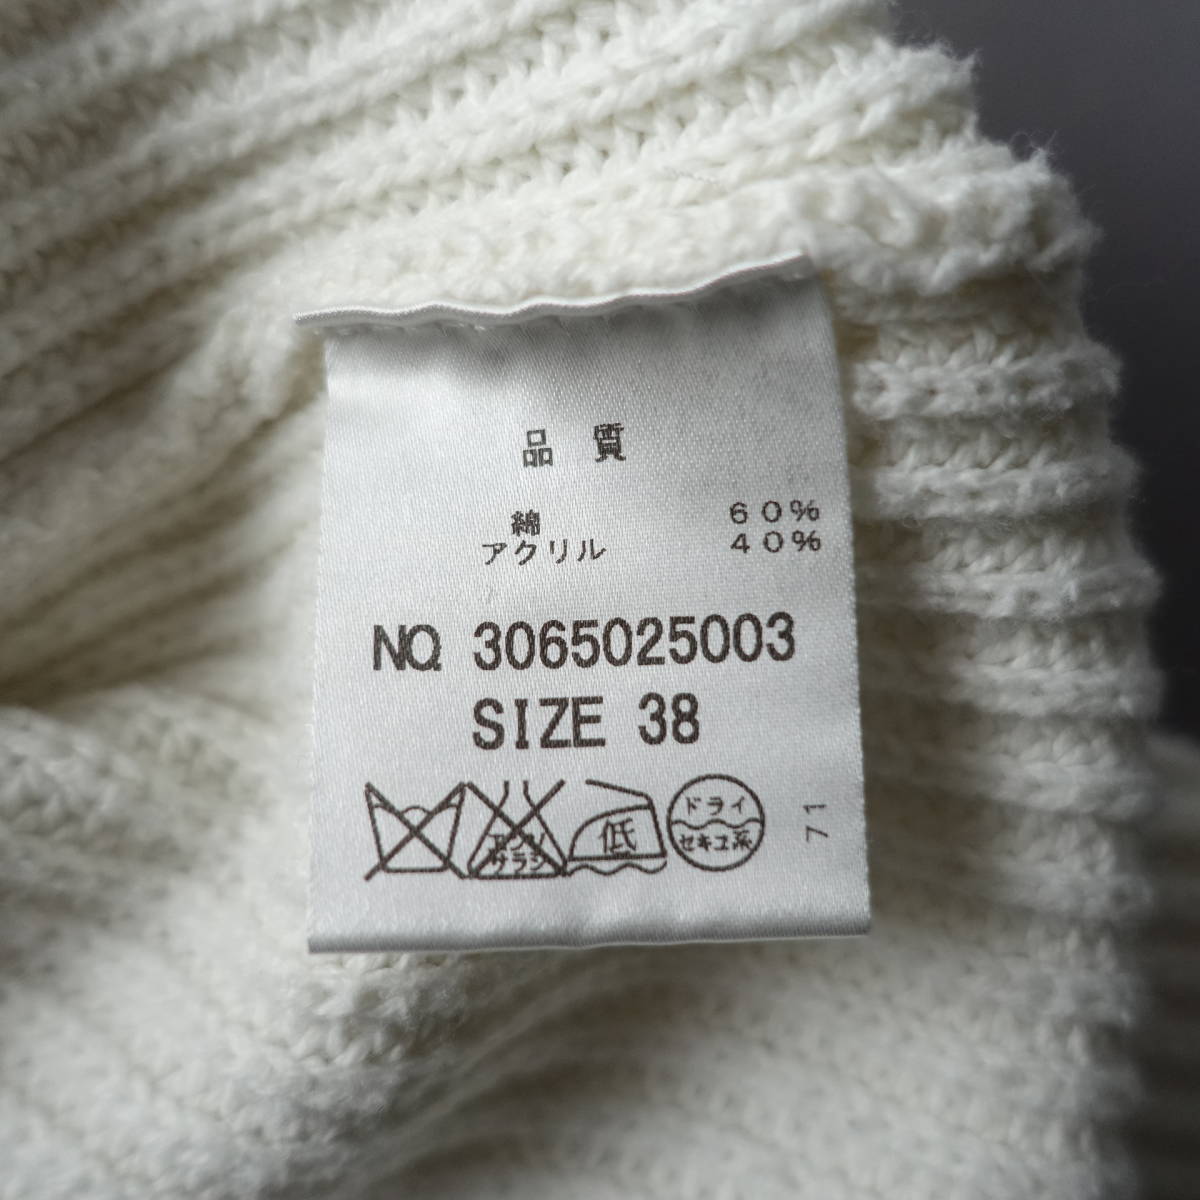 品 質
綿 60%
アクリル 40%
NO. 3065025003
SIZE 38
エンソ
サラシ
低
ドライ
セキユ系
71